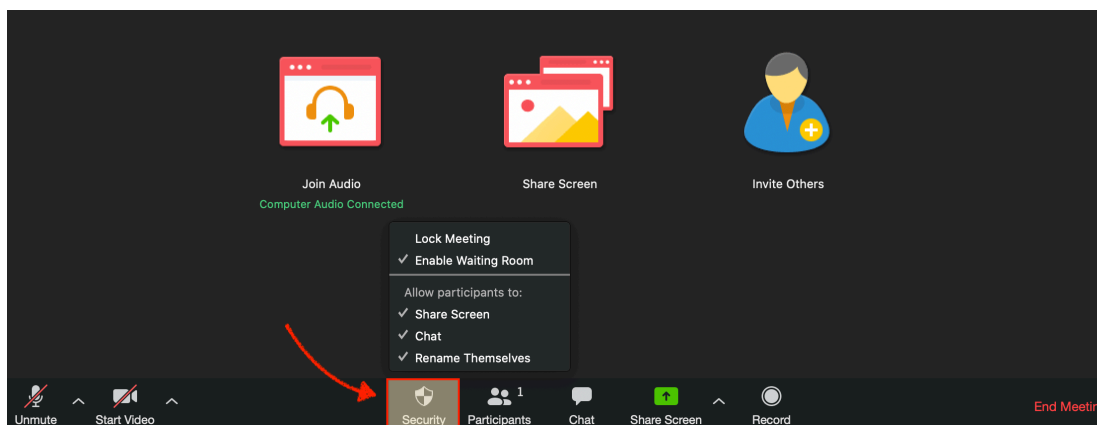 Join Audio
Computer Audio Connected
Share Screen
Invite Others
Lock Meeting
Enable Waiting Room
Allow participants to:
Share Screen
Chat
Rename Themselves
Unmute
Start Video
Security
Participants
1
Chat
Share Screen
Record
End Meetin